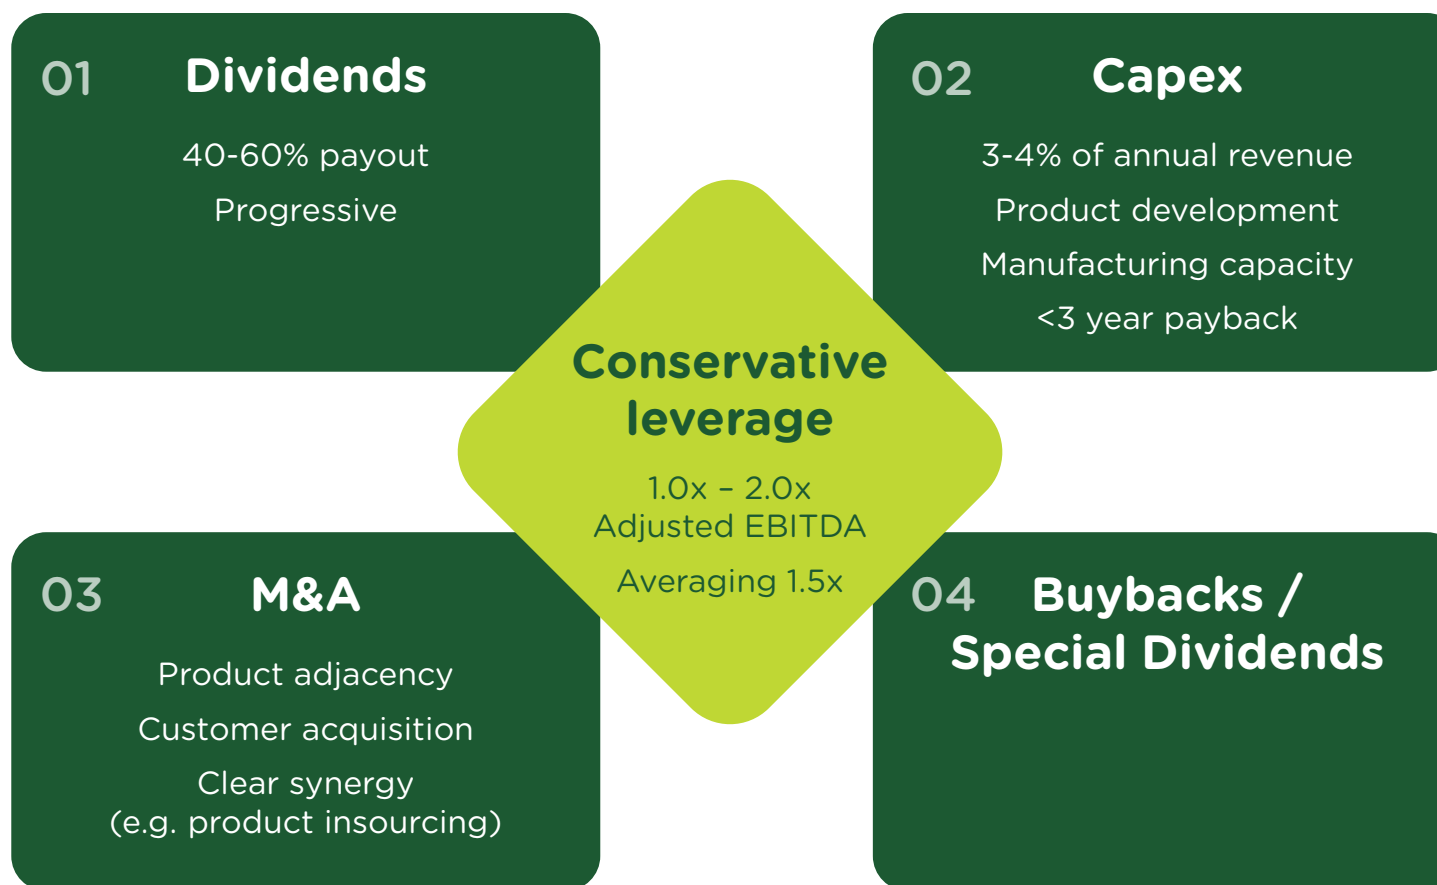 01
Dividends
40-60% payout
Progressive
02
Capex
3-4% of annual revenue
Product development
Manufacturing capacity
<3 year payback
Conservative
leverage
1.0x – 2.0x
Adjusted EBITDA
Averaging 1.5x
03
M&A
Product adjacency
Customer acquisition
Clear synergy
(e.g. product insourcing)
04
Buybacks /
Special Dividends